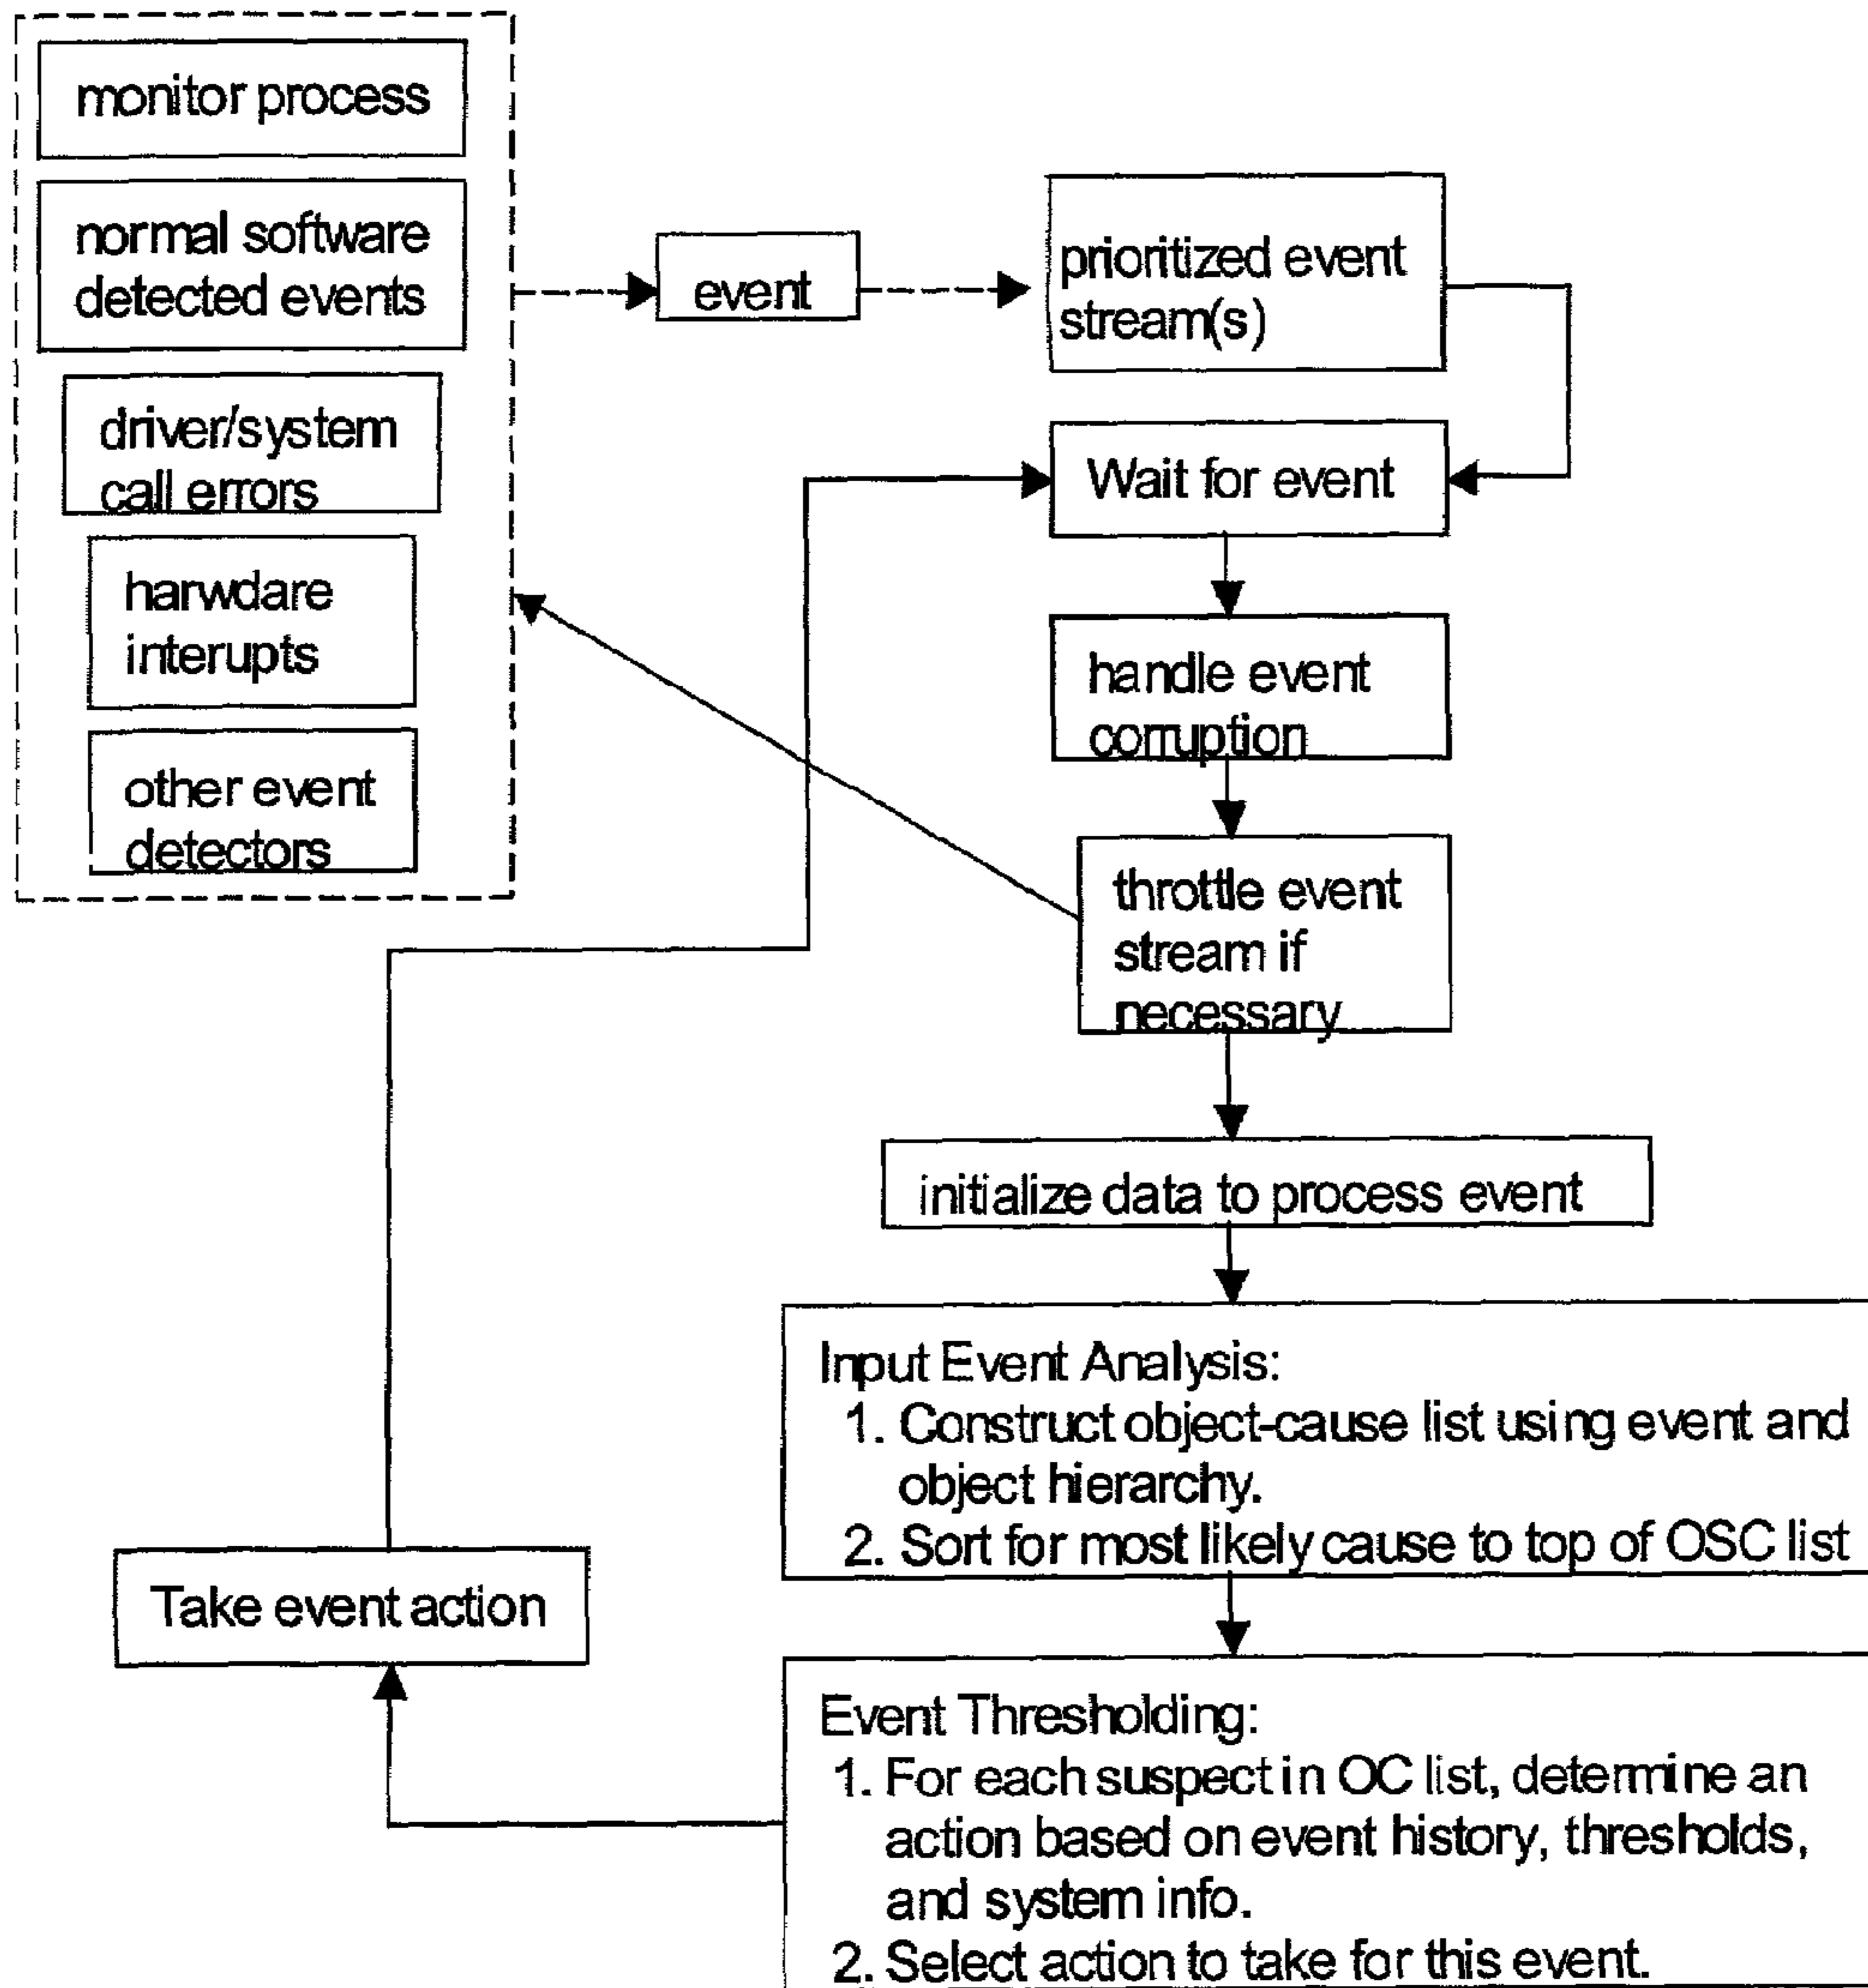 monitor process
normal software
detected events
driver/system
call errors
harwdare
interupts
other event
detectors
event
prioritized event
stream(s)
Wait for event
handle event
corruption
throttle event
stream if
necessary
initialize data to process event
Input Event Analysis:
1. Construct object-cause list using event and
object hierarchy.
2. Sort for most likely cause to top of OSC list
Event Thresholding:
1. For each suspect in OC list, determine an
action based on event history, thresholds,
and system info.
2. Select action to take for this event.
Take event action